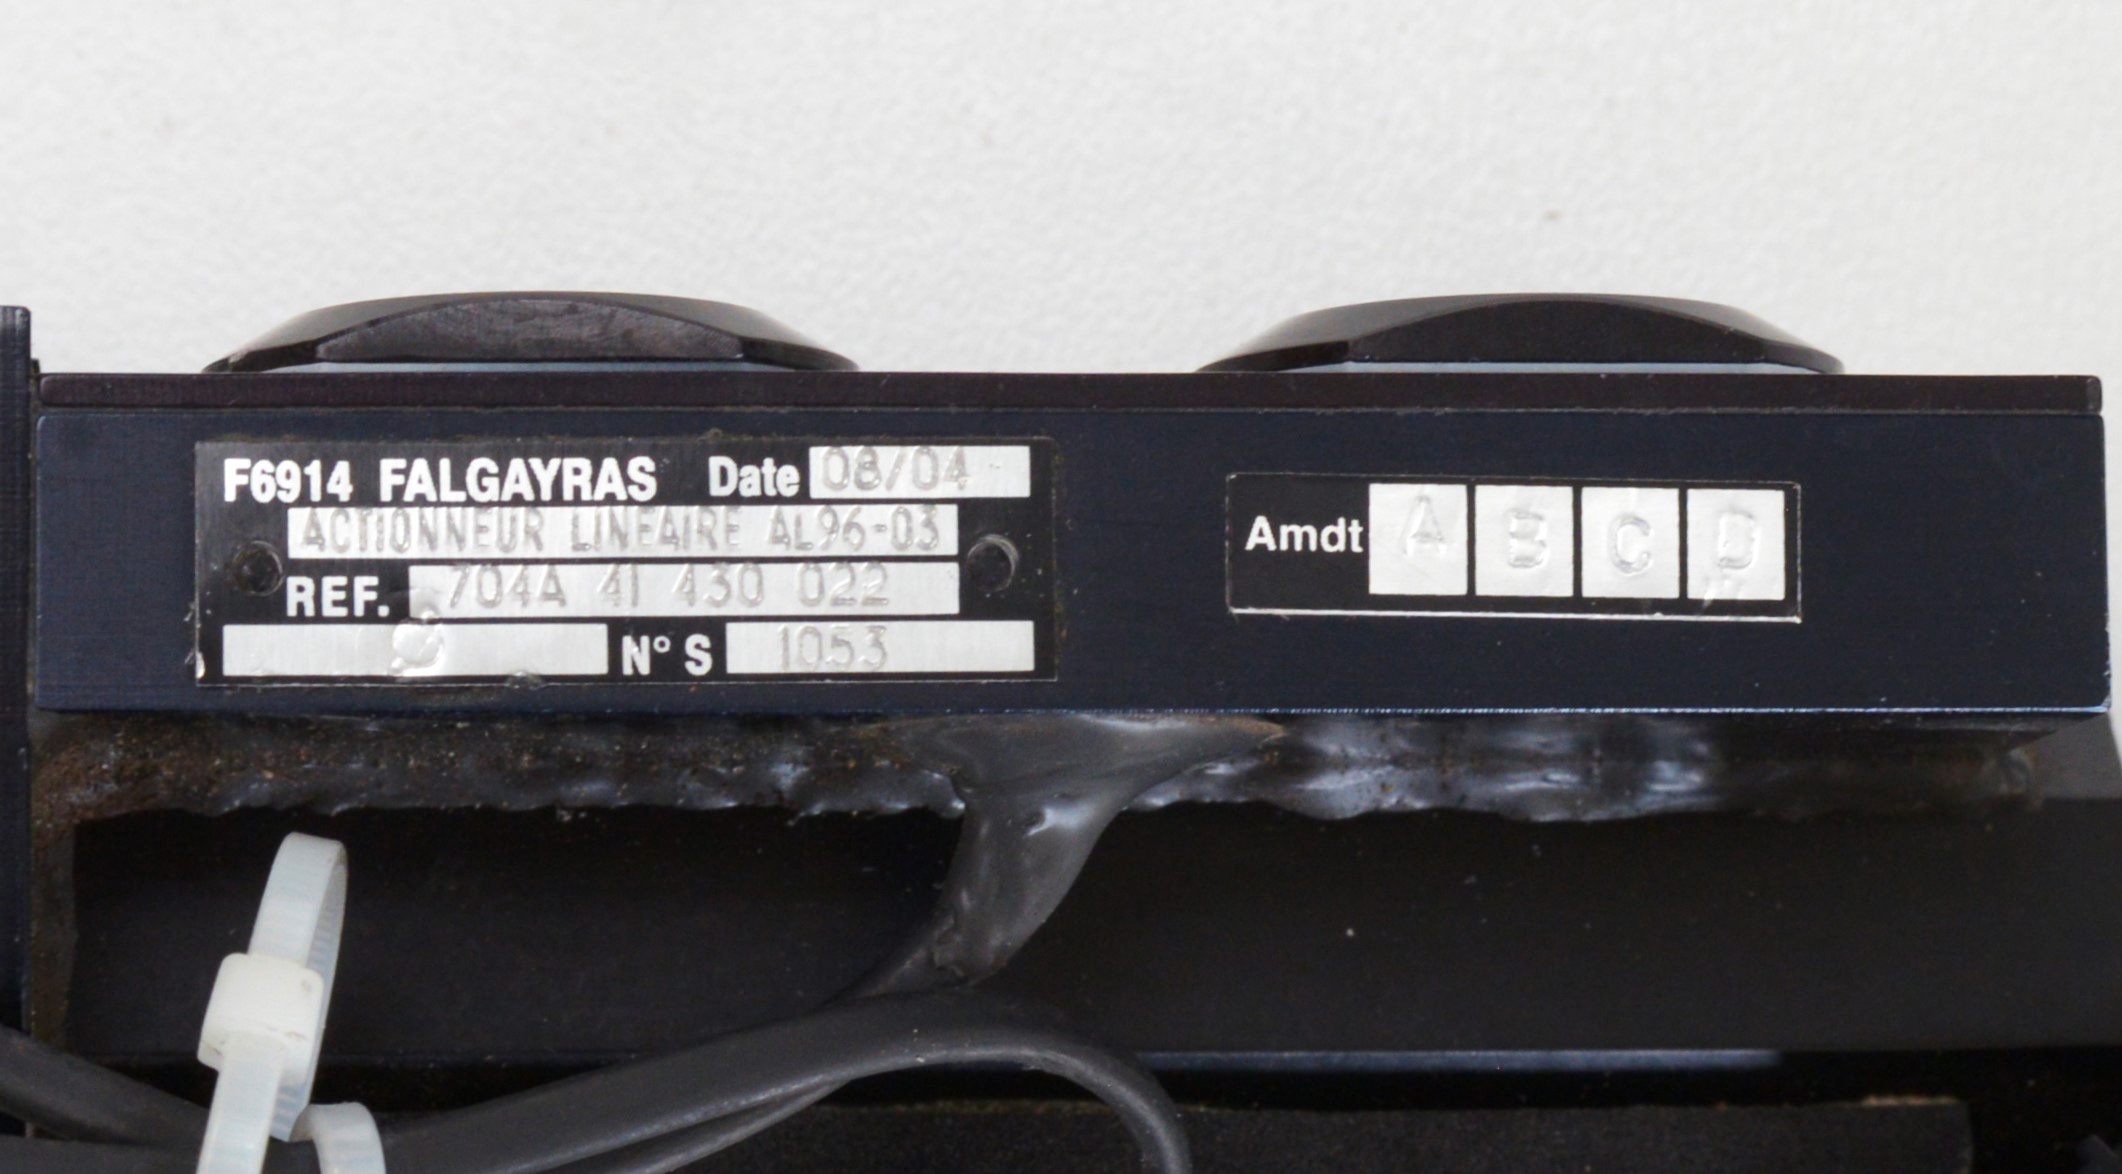 F6914 FALGAYRAS Date 08/04
ACTIONNEUR LINEAIRE AL96-03
REF. 704A 41 430 022
N° S 1053
Amdt A B C D